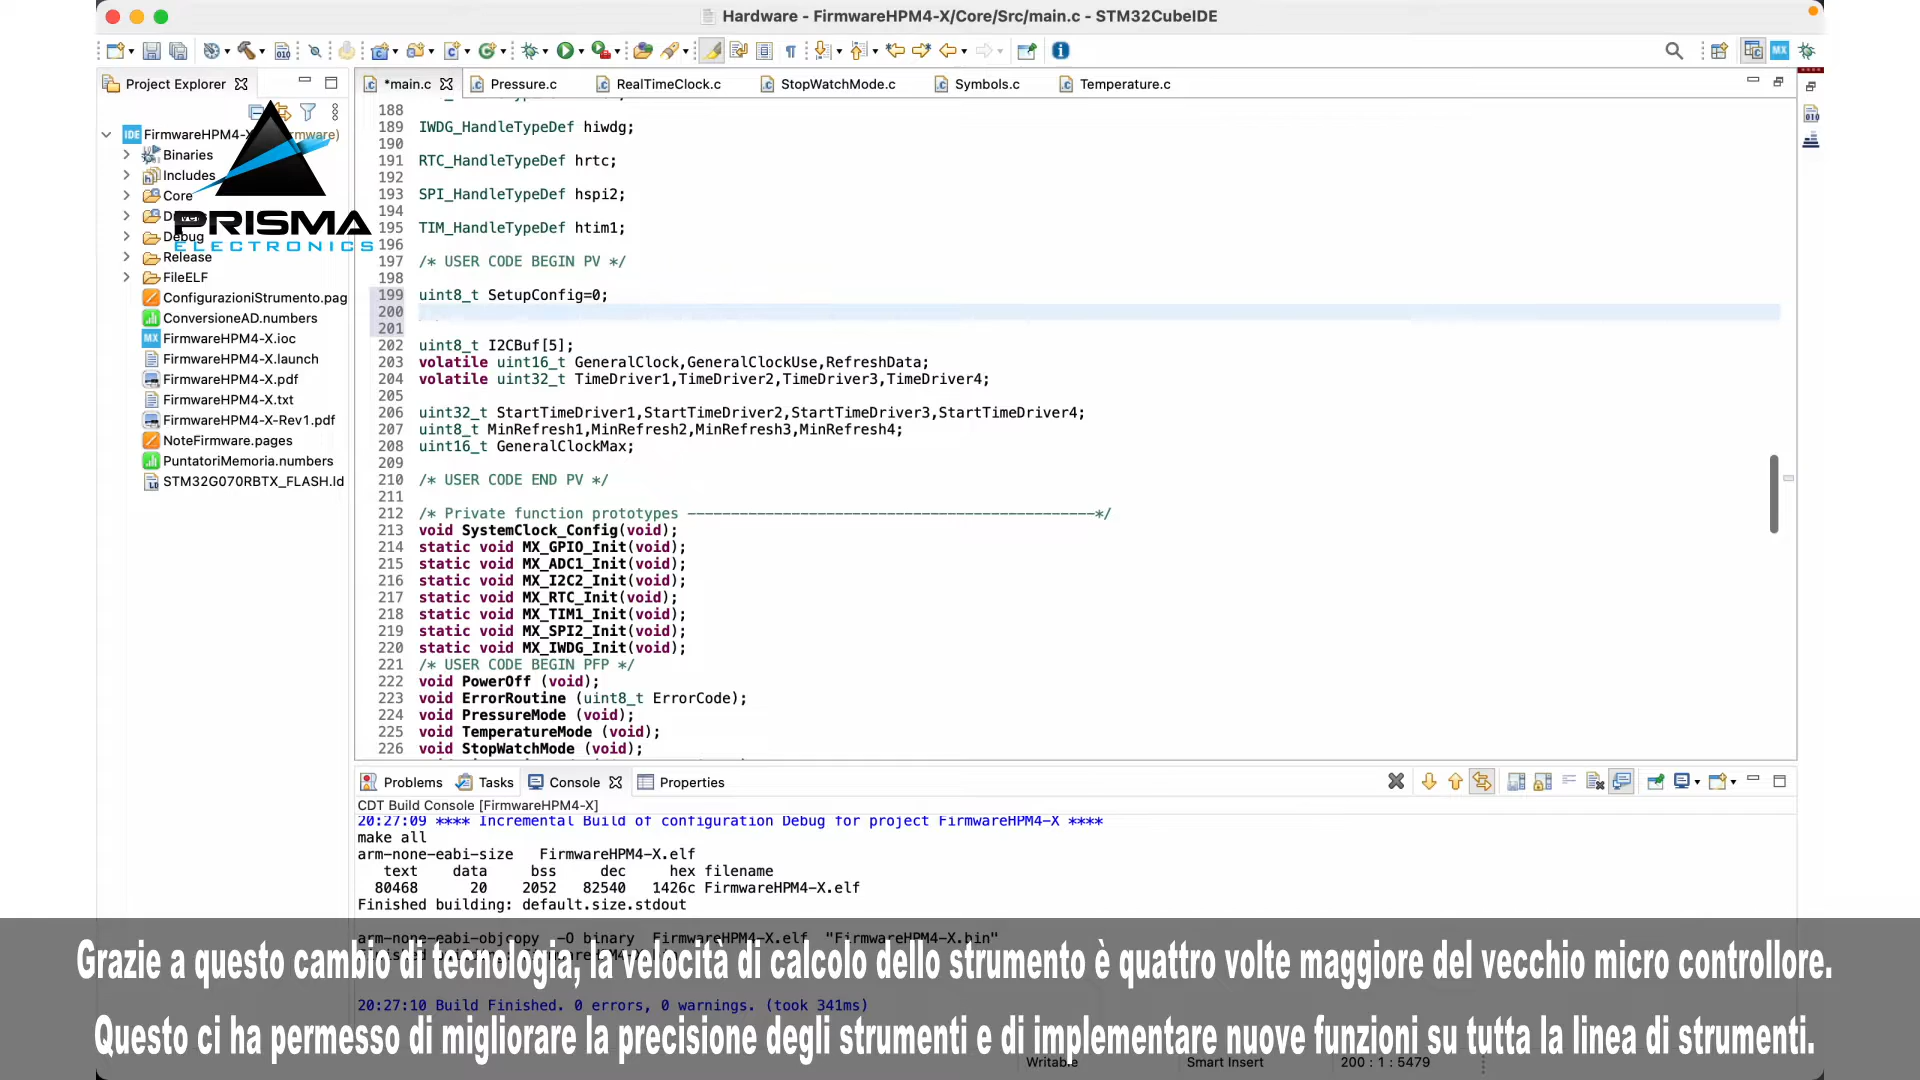 Hardware - FirmwareHPM4-X/Core/Src/main.c - STM32CubeIDE
Project Explorer
*main.c
Pressure.c
RealTimeClock.c
StopWatchMode.c
Symbols.c
Temperature.c
FirmwareHPM4-X
Binaries
Includes
Core
Debug
Release
FileELF
ConfigurazioniStrumento.pag
ConversioneAD.numbers
FirmwareHPM4-X.ioc
FirmwareHPM4-X.launch
FirmwareHPM4-X.pdf
FirmwareHPM4-X.txt
FirmwareHPM4-X-Rev1.pdf
NoteFirmware.pages
PuntatoriMemoria.numbers
STM32G070RBTX_FLASH.ld
PRISMA
ELECTRONICS
188
189 IWDG_HandleTypeDef hiwdg;
190
191 RTC_HandleTypeDef hrtc;
192
193 SPI_HandleTypeDef hspi2;
194
195 TIM_HandleTypeDef htim1;
196
197 /* USER CODE BEGIN PV */
198
199 uint8_t SetupConfig=0;
200
201
202 uint8_t I2CBuf[5];
203 volatile uint16_t GeneralClock,GeneralClockUse,RefreshData;
204 volatile uint32_t TimeDriver1,TimeDriver2,TimeDriver3,TimeDriver4;
205
206 uint32_t StartTimeDriver1,StartTimeDriver2,StartTimeDriver3,StartTimeDriver4;
207 uint8_t MinRefresh1,MinRefresh2,MinRefresh3,MinRefresh4;
208 uint16_t GeneralClockMax;
209
210 /* USER CODE END PV */
211
212 /* Private function prototypes -----------------------------------------------*/
213 void SystemClock_Config(void);
214 static void MX_GPIO_Init(void);
215 static void MX_ADC1_Init(void);
216 static void MX_I2C2_Init(void);
217 static void MX_RTC_Init(void);
218 static void MX_TIM1_Init(void);
219 static void MX_SPI2_Init(void);
220 static void MX_IWDG_Init(void);
221 /* USER CODE BEGIN PFP */
222 void PowerOff (void);
223 void ErrorRoutine (uint8_t ErrorCode);
224 void PressureMode (void);
225 void TemperatureMode (void);
226 void StopWatchMode (void);
Problems Tasks Console Properties
CDT Build Console [FirmwareHPM4-X]
20:27:09 **** Incremental Build of configuration Debug for project FirmwareHPM4-X ****
make all
arm-none-eabi-size FirmwareHPM4-X.elf
text data bss dec hex filename
80468 20 2052 82540 1426c FirmwareHPM4-X.elf
Finished building: default.size.stdout
arm-none-eabi-objcopy -O binary FirmwareHPM4-X.elf "FirmwareHPM4-X.bin"
Grazie a questo cambio di tecnologia, la velocità di calcolo dello strumento è quattro volte maggiore del vecchio micro controllore.
20:27:10 Build Finished. 0 errors, 0 warnings. (took 341ms)
Questo ci ha permesso di migliorare la precisione degli strumenti e di implementare nuove funzioni su tutta la linea di strumenti.
Writable Smart Insert 200 : 1 : 5479